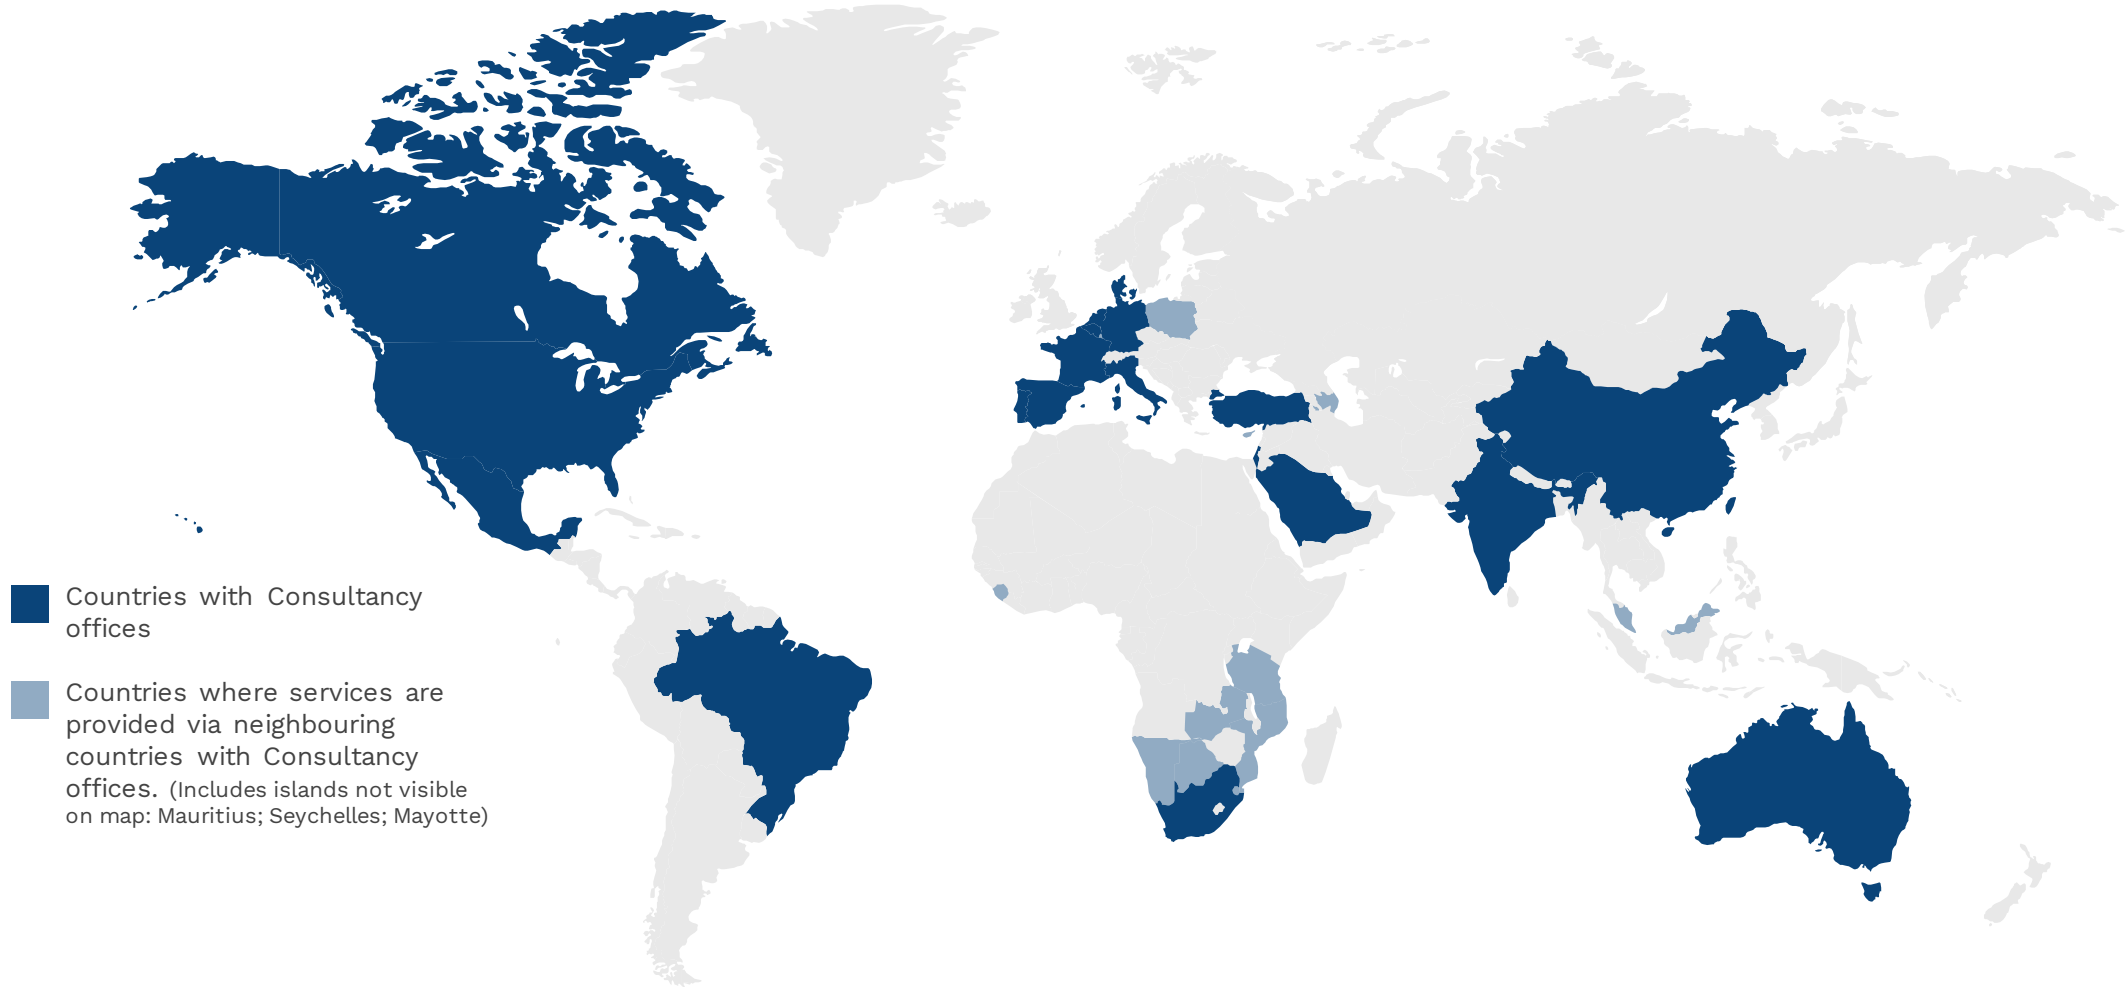 Countries with Consultancy
offices
Countries where services are
provided via neighbouring
countries with Consultancy
offices. (Includes islands not visible
on map: Mauritius; Seychelles; Mayotte)